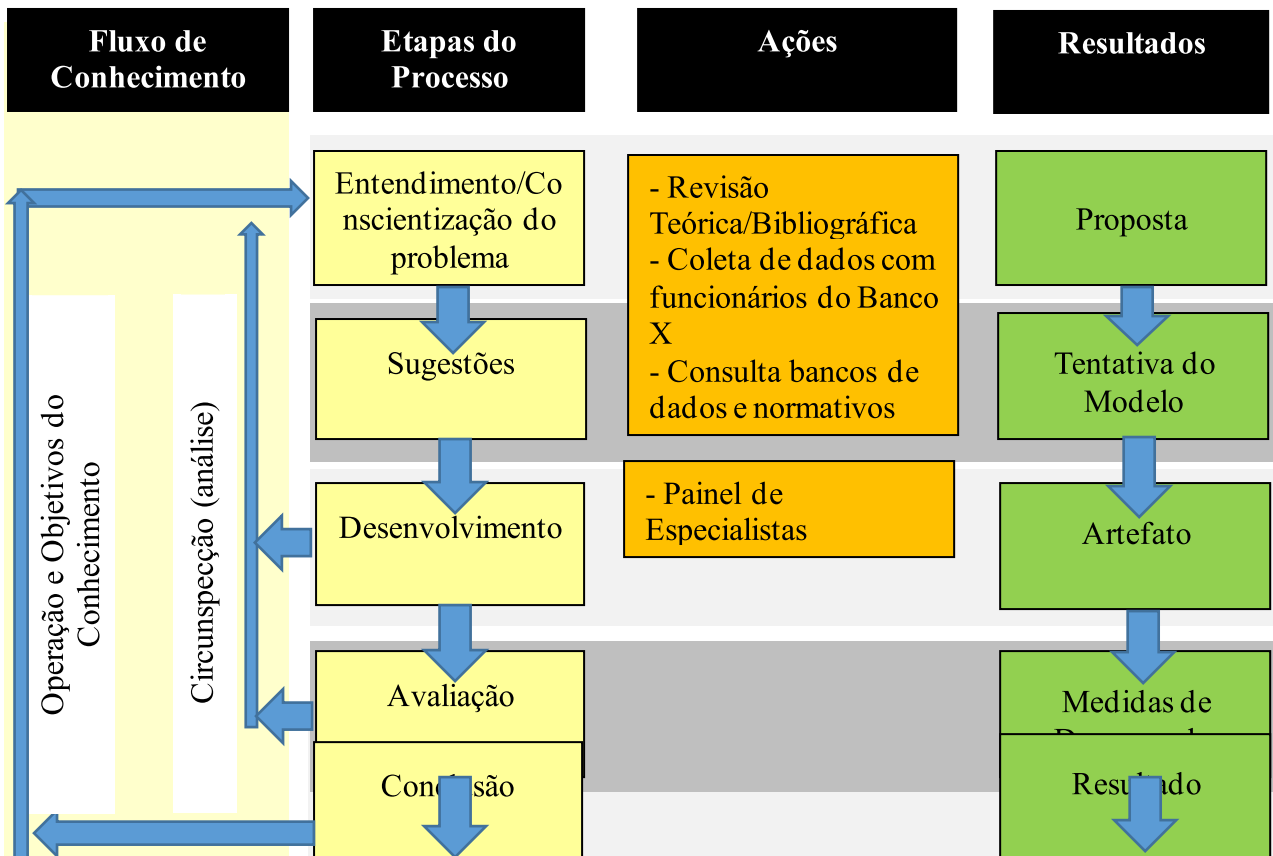 Fluxo de
Conhecimento
Etapas do
Processo
Ações
Resultados
Entendimento/Co
nscientização do
problema
- Revisão
Teórica/Bibliográfica
- Coleta de dados com
funcionários do Banco
X
- Consulta bancos de
dados e normativos
Proposta
Sugestões
Tentativa do
Modelo
Operação e Objetivos do
Conhecimento
Circunspecção (análise)
Desenvolvimento
- Painel de
Especialistas
Artefato
Avaliação
Medidas de
Conclusão
Resultado